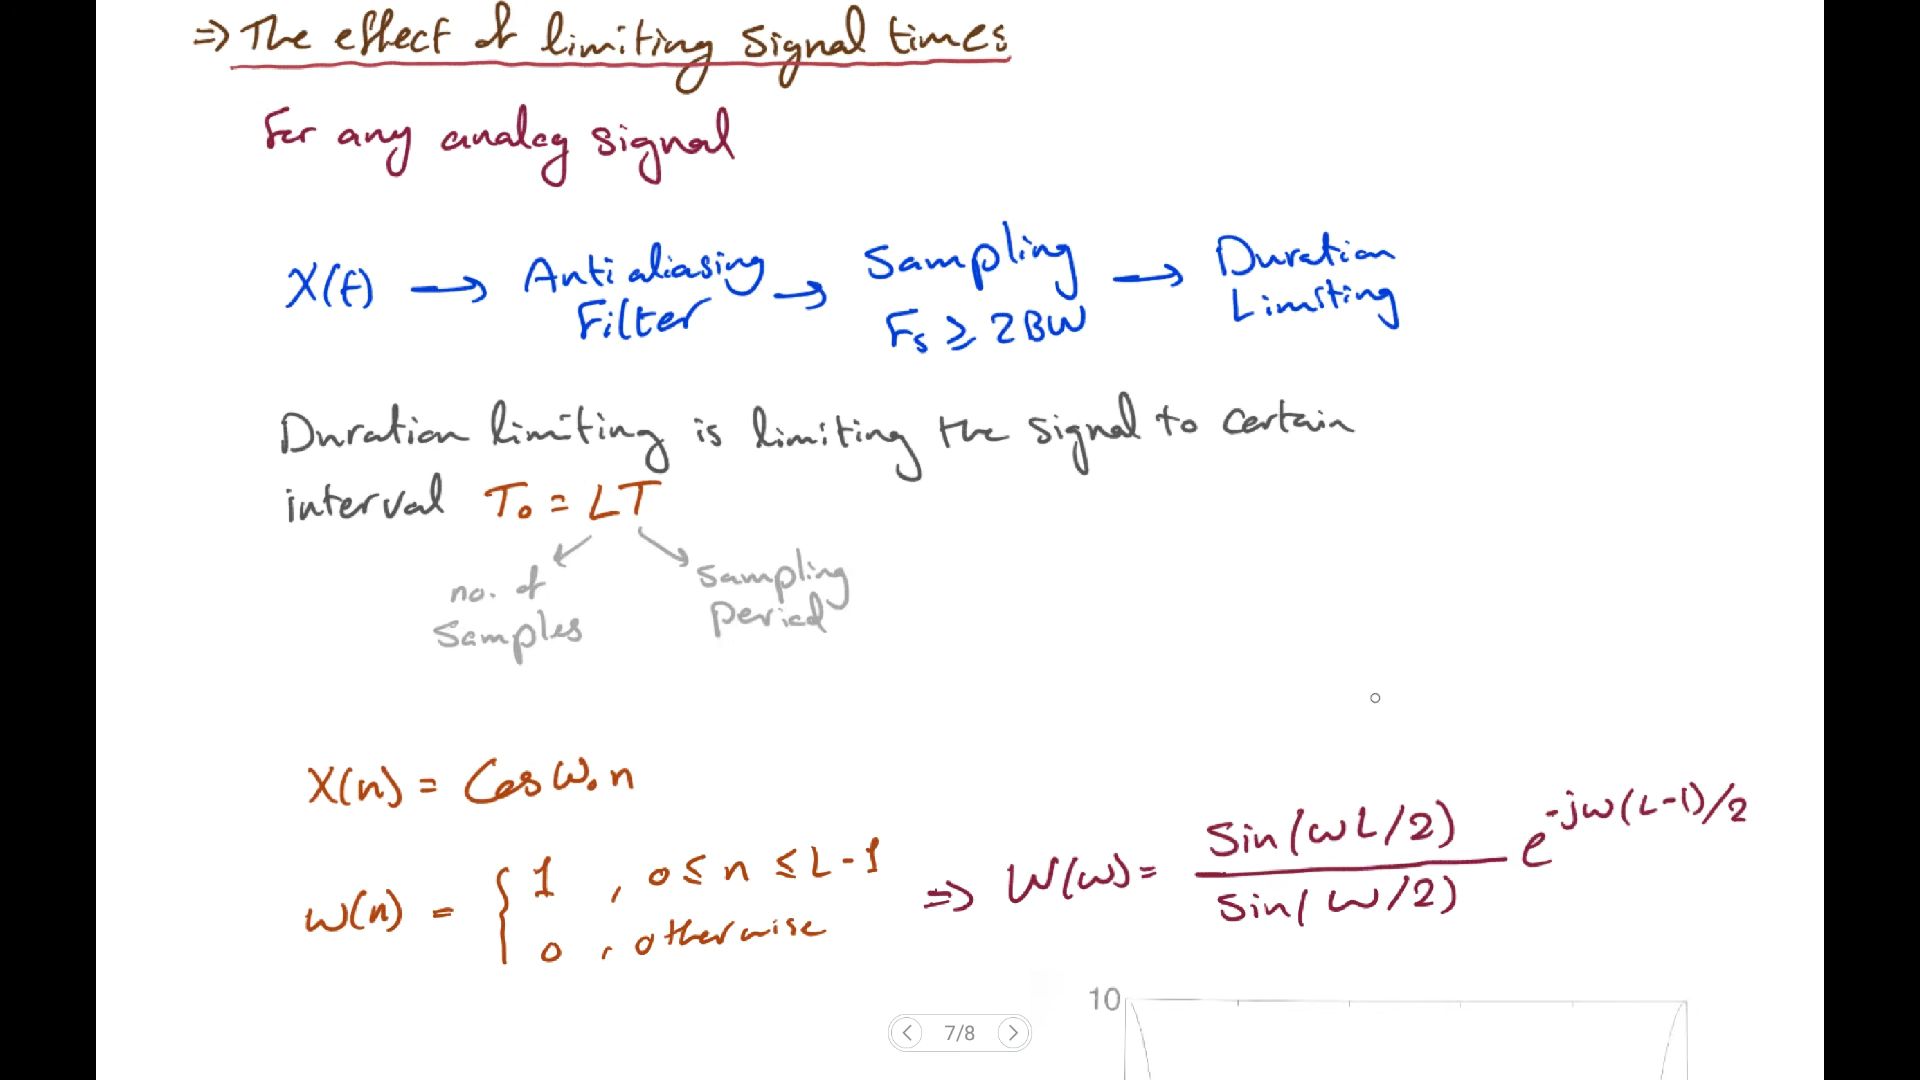 ⇒ The effect of limiting signal times
For any analog signal
X(t) → Anti aliasing Filter → Sampling Fs ≥ 2BW → Duration Limiting
Duration limiting is limiting the signal to certain
interval T₀ = LT
no. of samples
sampling period
X(n) = Cos ω₀n
w(n) = { 1 , 0 ≤ n ≤ L-1
0 , otherwise
⇒ W(ω) = Sin(ωL/2) / Sin(ω/2) e^{-jω(L-1)/2}
10
7/8